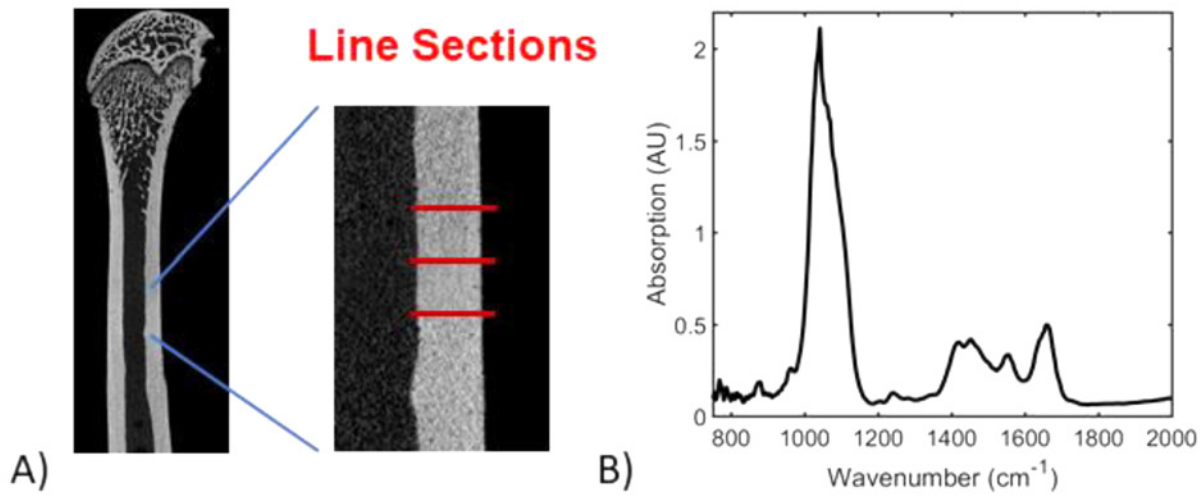 Line Sections
A)
2
1.5
1
0.5
0
Absorption (AU)
800 1000 1200 1400 1600 1800 2000
Wavenumber (cm-1)
B)